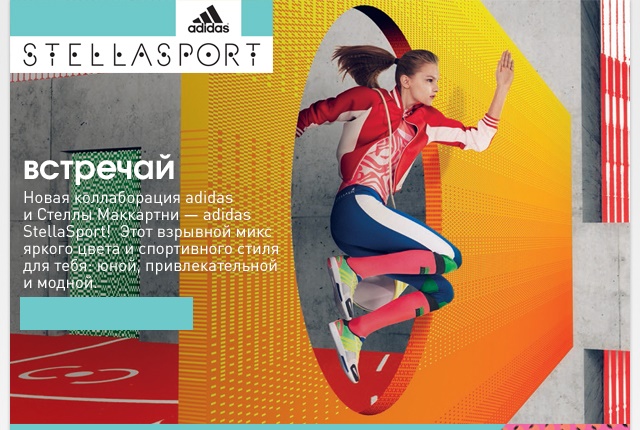 adidas
STELLASPORT
встречай
Новая коллаборация adidas
и Стеллы Маккартни — adidas
StellaSport! Этот взрывной микс
яркого цвета и спортивного стиля
для тебя: юной, привлекательной
и модной.